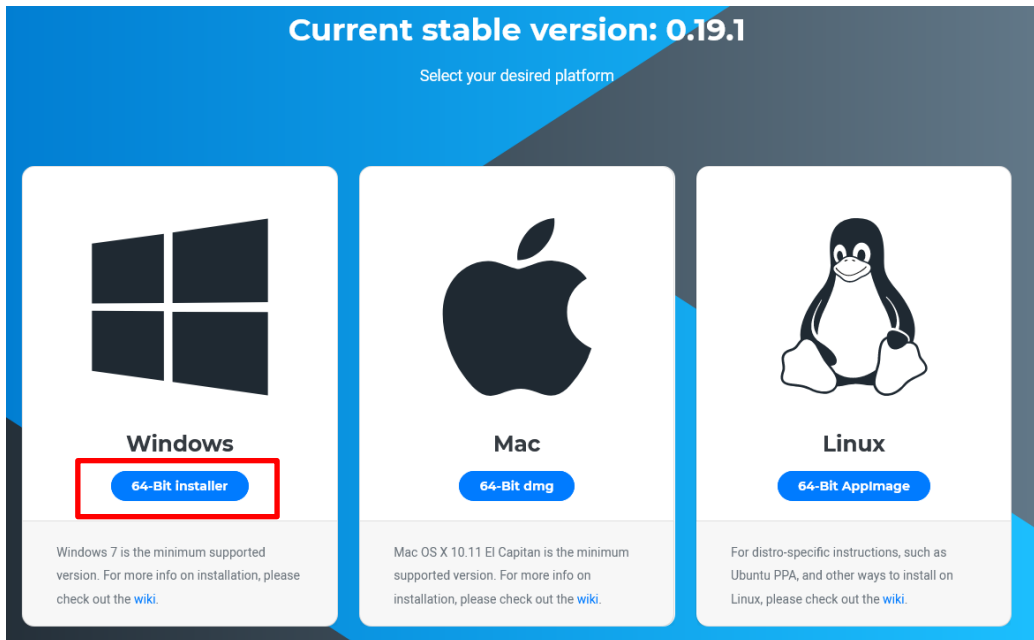 Current stable version: 0.19.1
Select your desired platform
Windows
64-Bit installer
Windows 7 is the minimum supported
version. For more info on installation, please
check out the wiki.
Mac
64-Bit dmg
Mac OS X 10.11 El Capitan is the minimum
supported version. For more info on
installation, please check out the wiki.
Linux
64-Bit AppImage
For distro-specific instructions, such as
Ubuntu PPA, and other ways to install on
Linux, please check out the wiki.